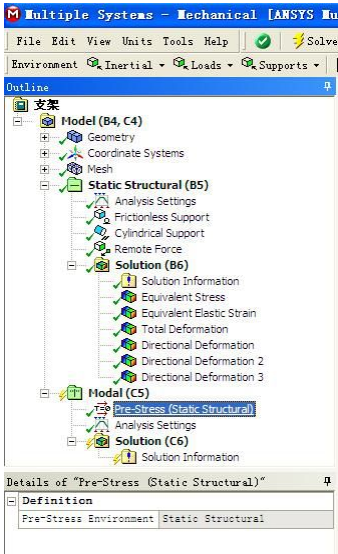 Multiple Systems - Mechanical [ANSYS Mu
File Edit View Units Tools Help Solve
Environment Inertial Loads Supports
Outline
支架
Model (B4, C4)
Geometry
Coordinate Systems
Mesh
Static Structural (B5)
Analysis Settings
Frictionless Support
Cylindrical Support
Remote Force
Solution (B6)
Solution Information
Equivalent Stress
Equivalent Elastic Strain
Total Deformation
Directional Deformation
Directional Deformation 2
Directional Deformation 3
Modal (C5)
Pre-Stress (Static Structural)
Analysis Settings
Solution (C6)
Solution Information
Details of "Pre-Stress (Static Structural)"
Definition
Pre-Stress Environment Static Structural